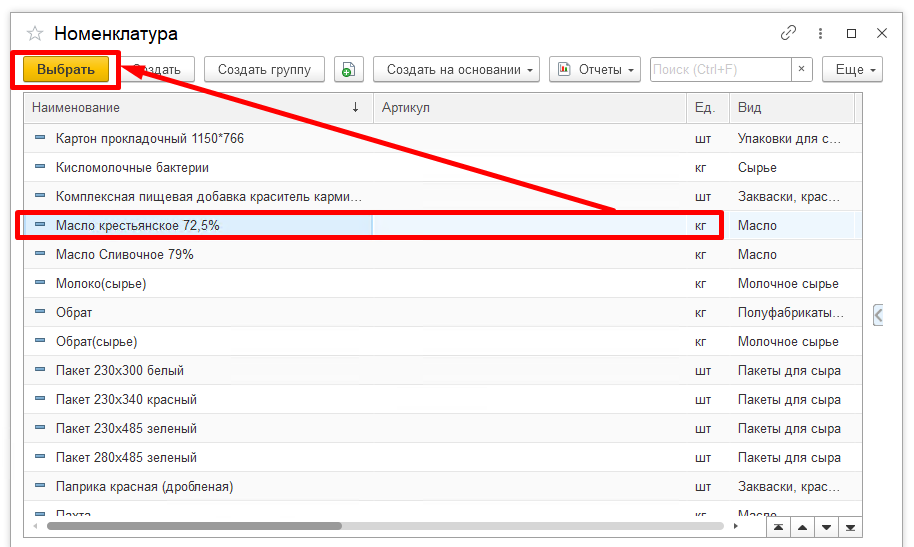 Номенклатура
Выбрать Создать Создать группу Создать на основании Отчеты Поиск (Ctrl+F) × Еще
Наименование ↓ Артикул Ед. Вид
Картон прокладочный 1150*766 шт Упаковки для с...
Кисломолочные бактерии кг Сырье
Комплексная пищевая добавка краситель карми... шт Закваски, крас...
Масло крестьянское 72,5% кг Масло
Масло Сливочное 79% кг Масло
Молоко(сырье) кг Молочное сырье
Обрат кг Полуфабрикаты...
Обрат(сырье) кг Молочное сырье
Пакет 230х300 белый шт Пакеты для сыра
Пакет 230х340 красный шт Пакеты для сыра
Пакет 230х485 зеленый шт Пакеты для сыра
Пакет 280х485 зеленый шт Пакеты для сыра
Паприка красная (дробленая) шт Закваски, крас...
Пахта кг Масло